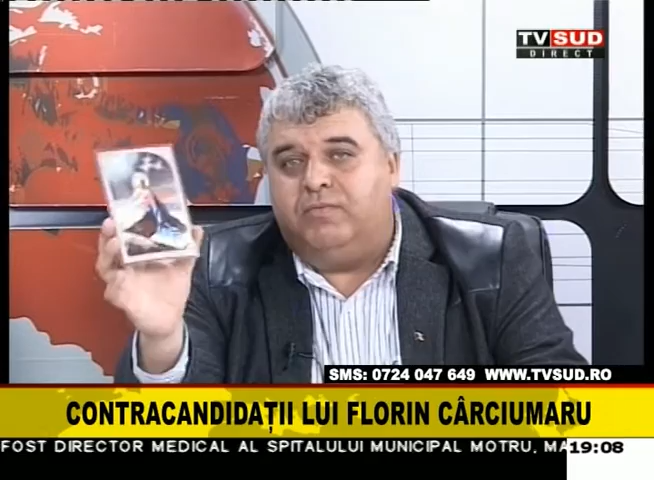 TV SUD
DIRECT
SMS: 0724 047 649 WWW.TVSUD.RO
CONTRACANDIDAȚII LUI FLORIN CÂRCIUMARU
FOST DIRECTOR MEDICAL AL SPITALULUI MUNICIPAL MOTRU, MA
19:08